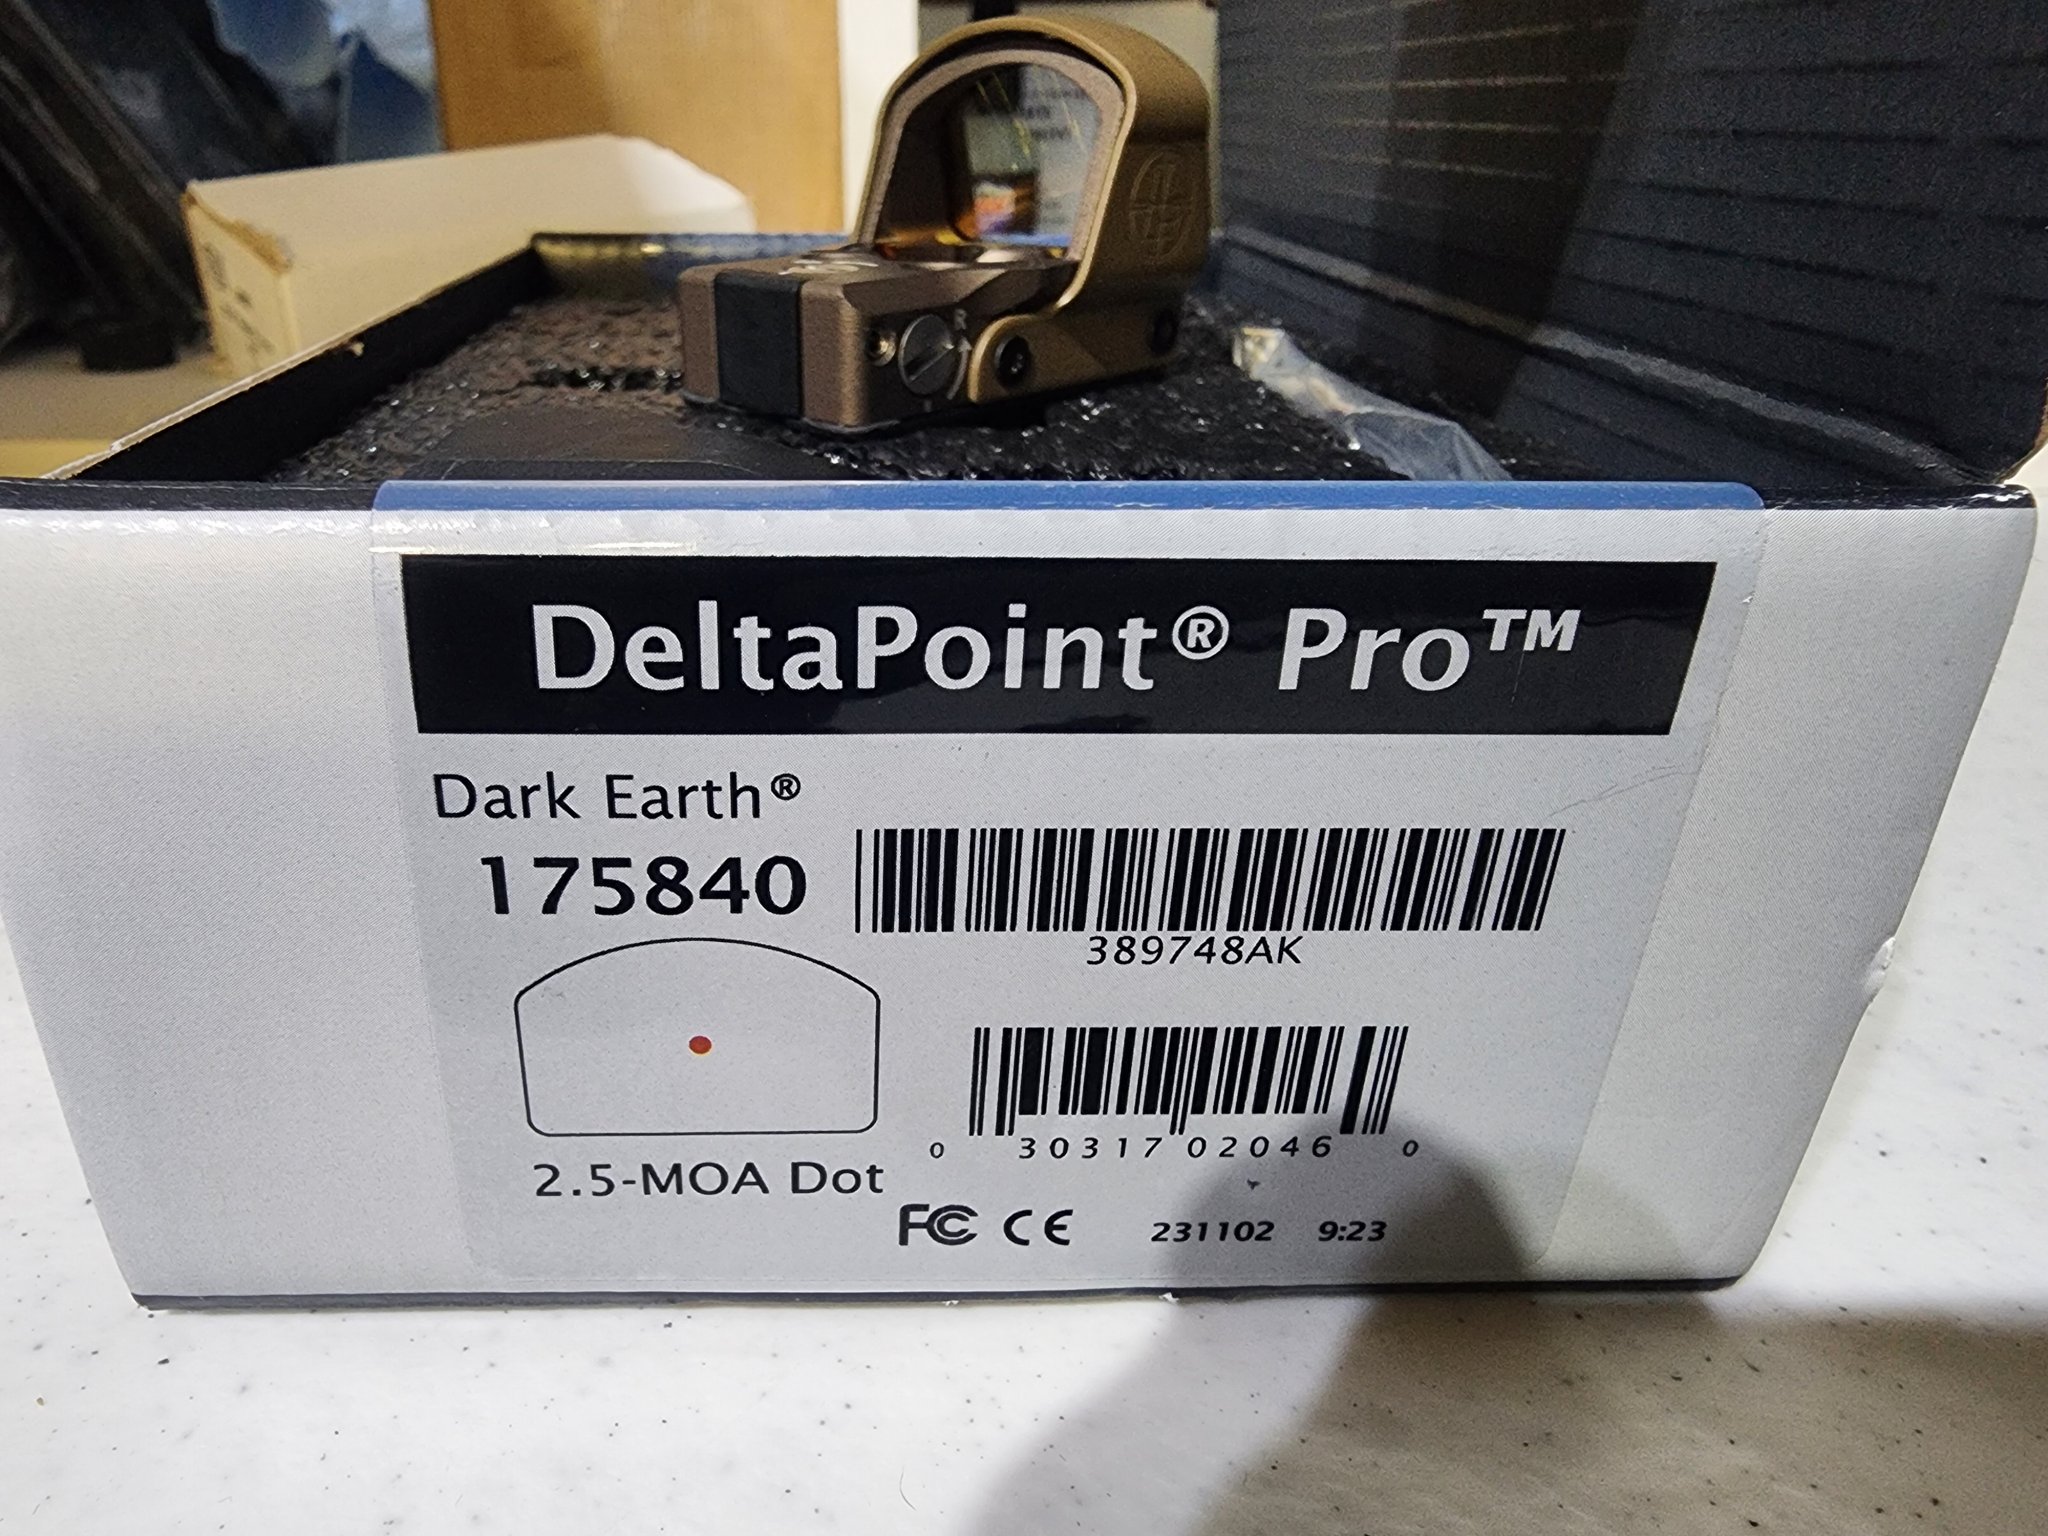 R
DeltaPoint® Pro™
Dark Earth®
175840
389748AK
2.5-MOA Dot
0 30317 02046 0
FC CE 231102 9:23